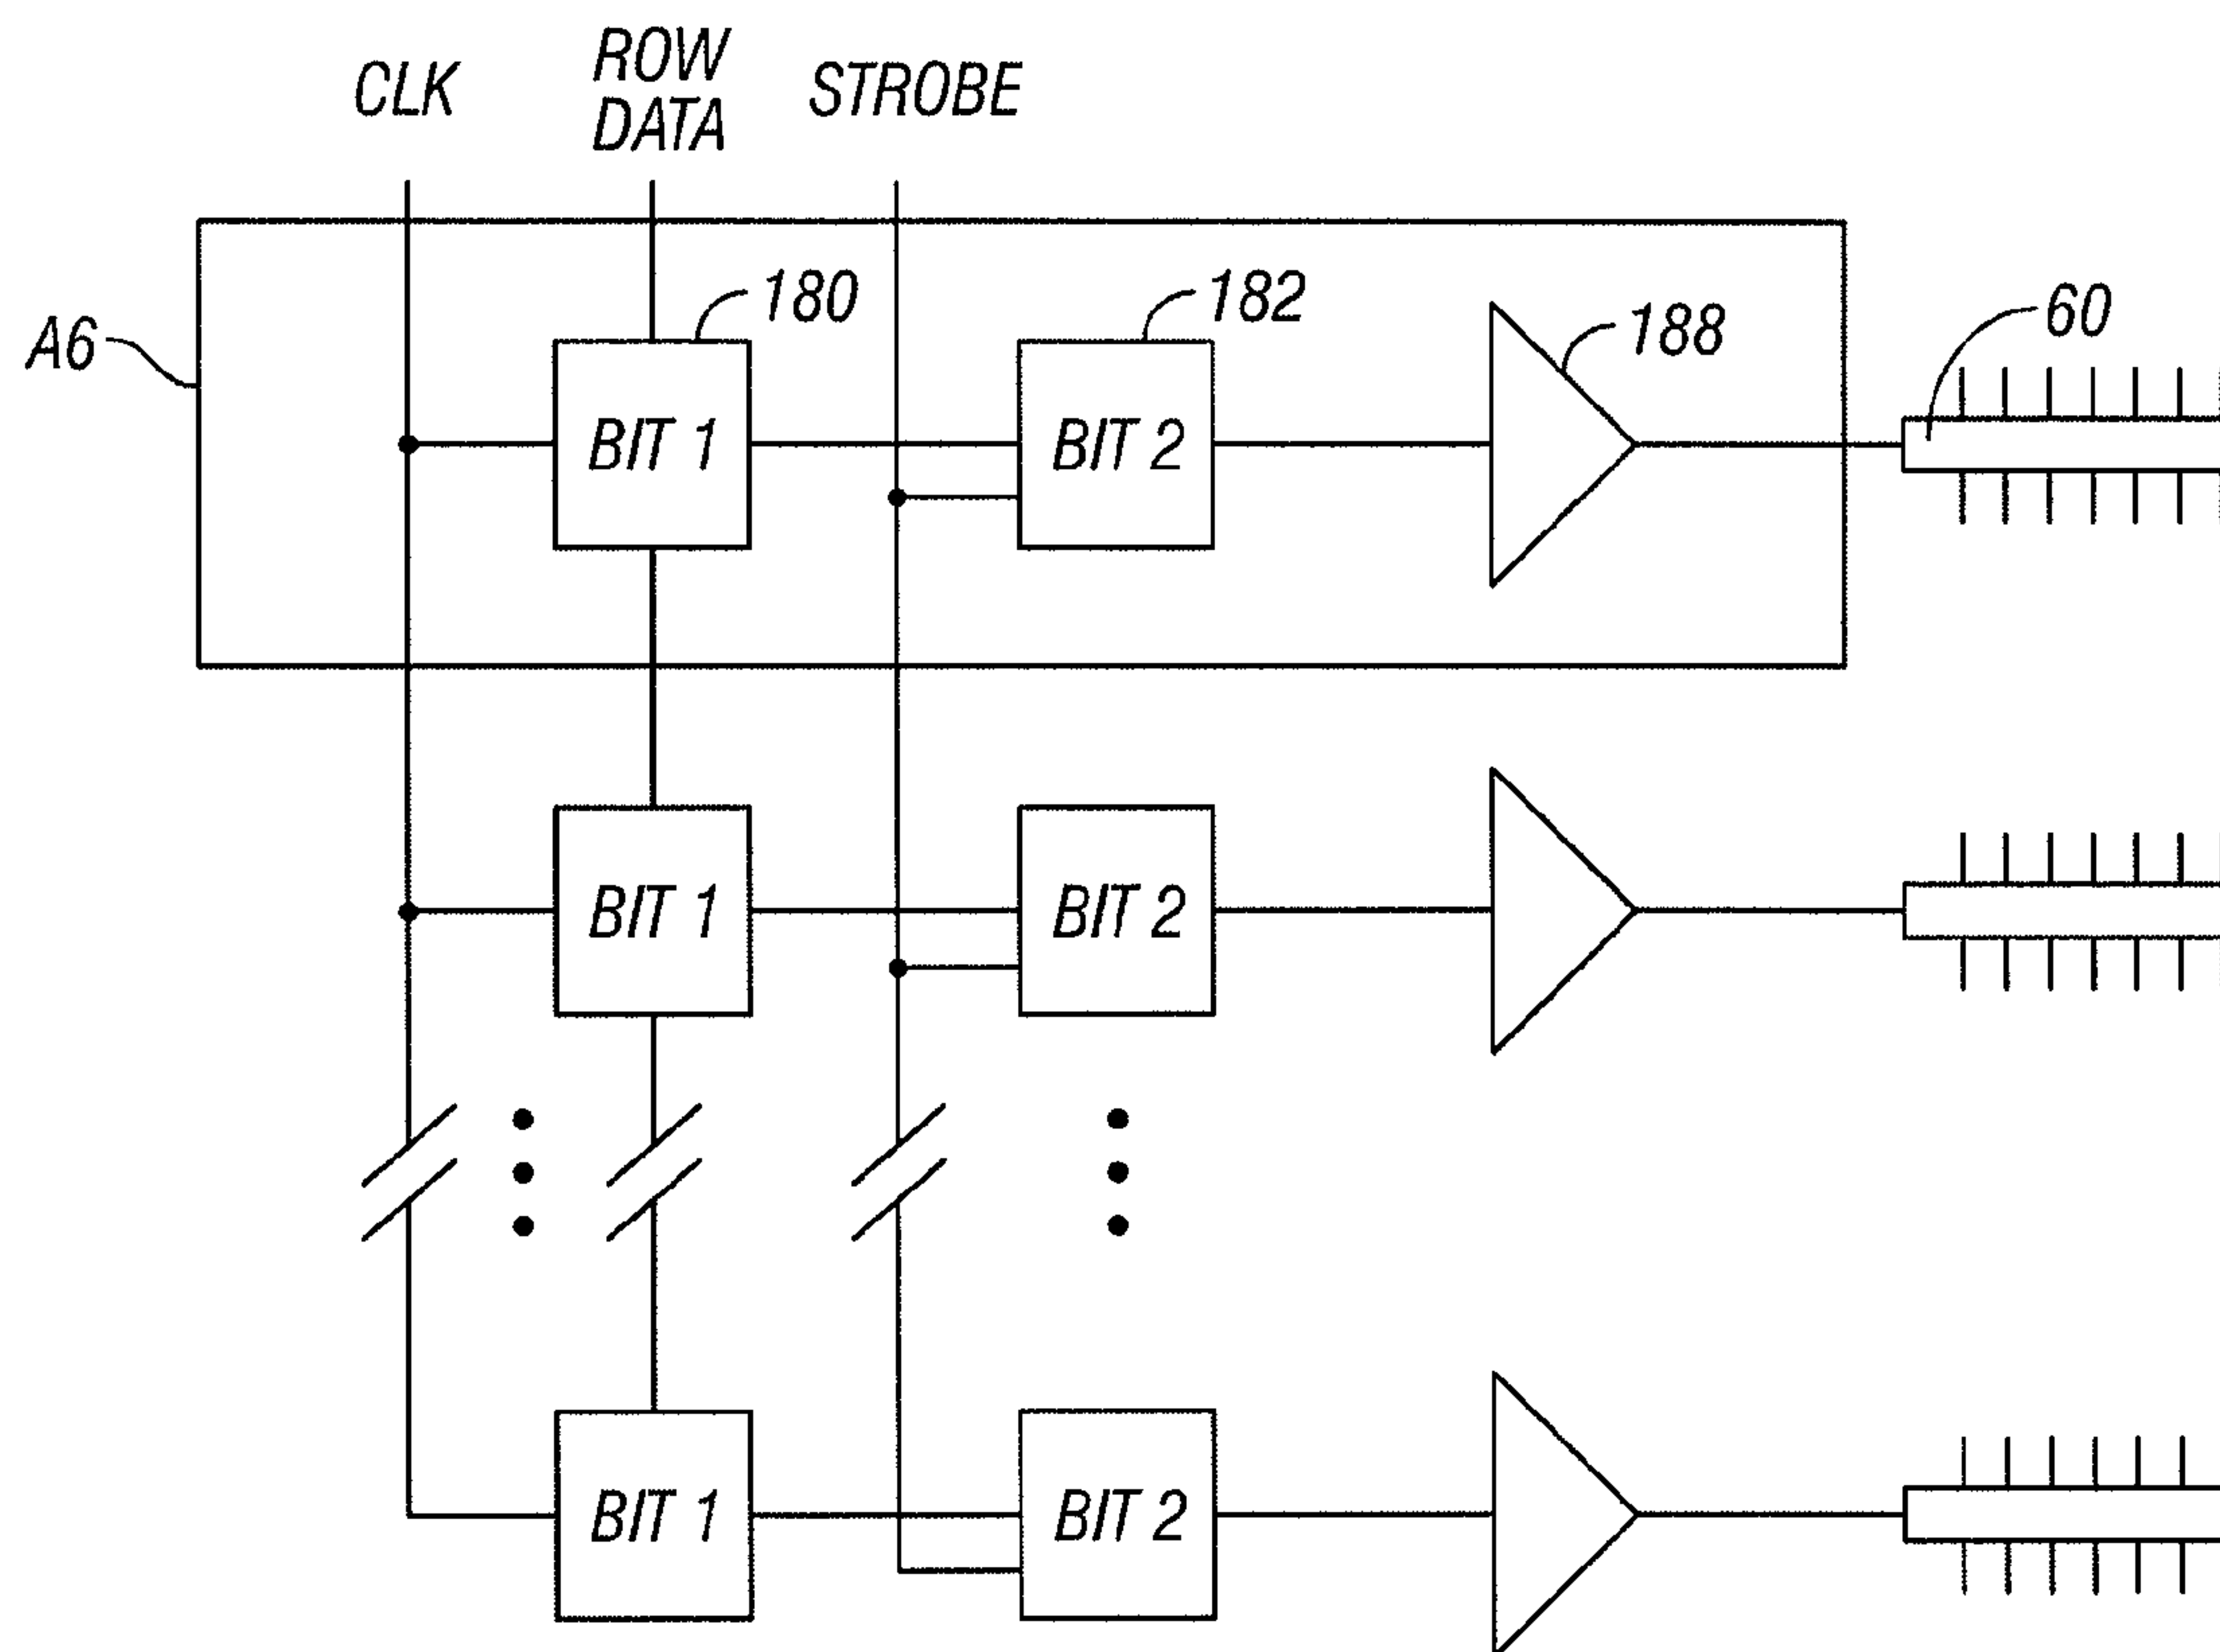 CLK
ROW
DATA
STROBE
A6
180
182
188
60
BIT 1
BIT 2
BIT 1
BIT 2
BIT 1
BIT 2